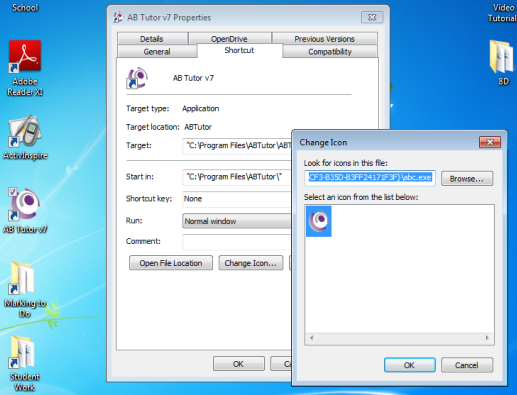 School
Adobe
Reader XI
ActivInspire
AB Tutor v7
Marking to
Do
Student
Work
Video
Tutorial
8D
AB Tutor v7 Properties
Details
OpenDrive
Previous Versions
General
Shortcut
Compatibility
AB Tutor v7
Target type:
Application
Target location:
ABTutor
Target:
"C:\Program Files\ABTutor\ABT
Start in:
"C:\Program Files\ABTutor\"
Shortcut key:
None
Run:
Normal window
Comment:
Open File Location
Change Icon...
OK
Ca
Change Icon
Look for icons in this file:
CF3-B35D-B3FF24171F3F}\abc.exe
Browse...
Select an icon from the list below:
OK
Cancel